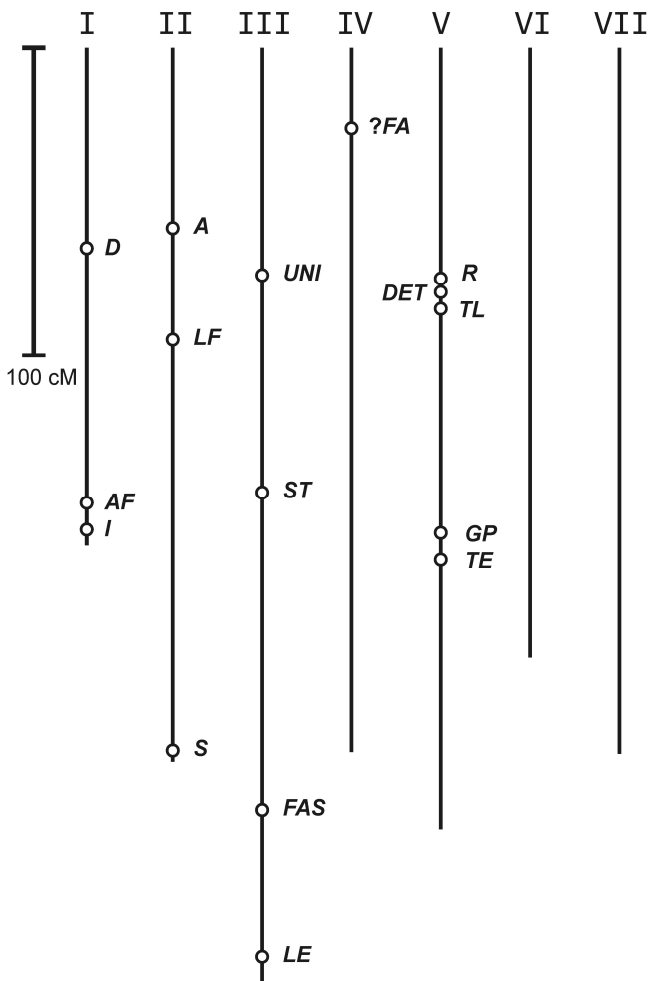 I II III IV V VI VII
?FA
A
D
UNI
R
DET
TL
LF
100 cM
ST
AF
I
GP
TE
S
FAS
LE